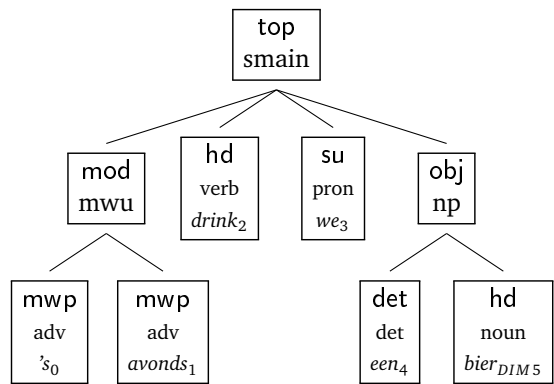 top
smain
mod
mwu
hd
verb
drink2
su
pron
we3
obj
np
mwp
adv
's0
mwp
adv
avonds1
det
det
een4
hd
noun
bierDIM5